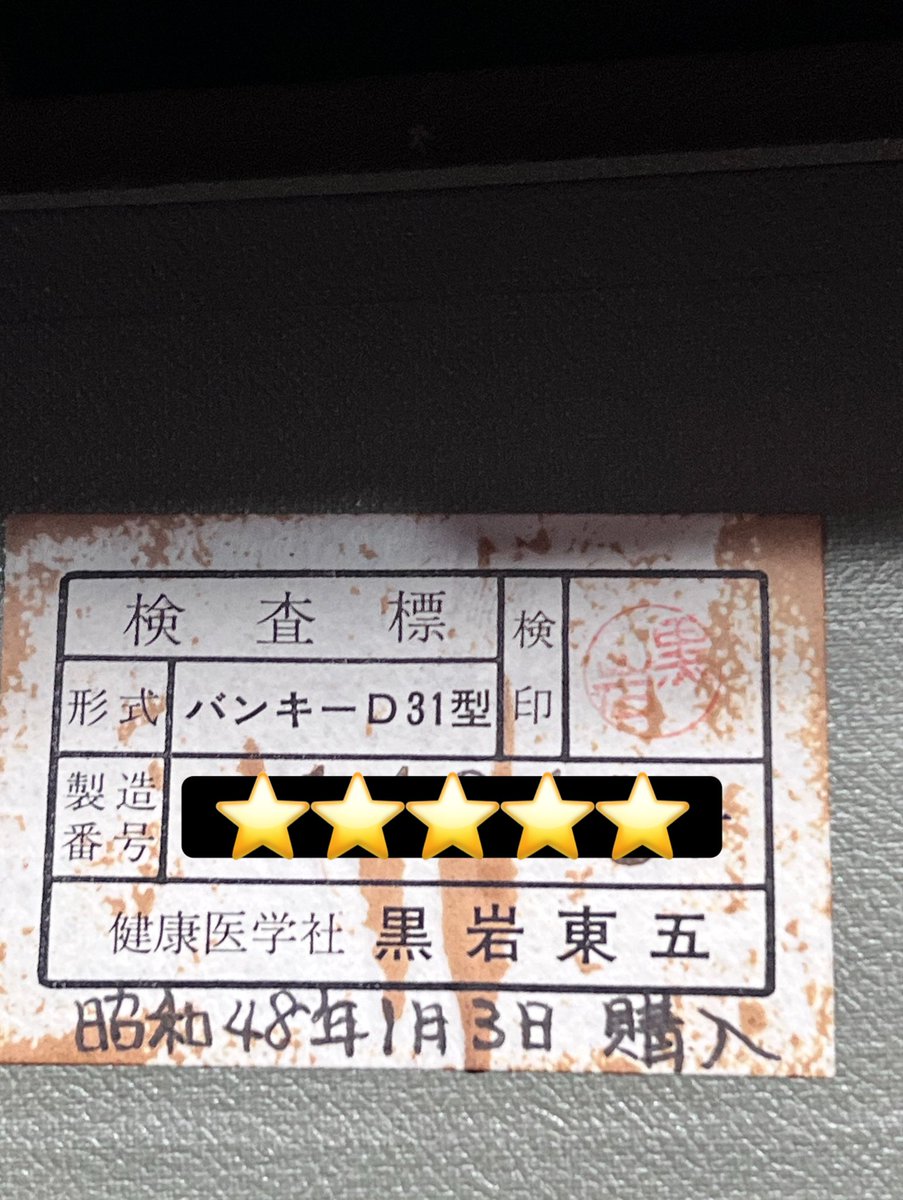 検査標
検印
黒岩
形式 バンキーD31型
製造番号
健康医学社 黒岩東五
昭和48年1月3日 購入